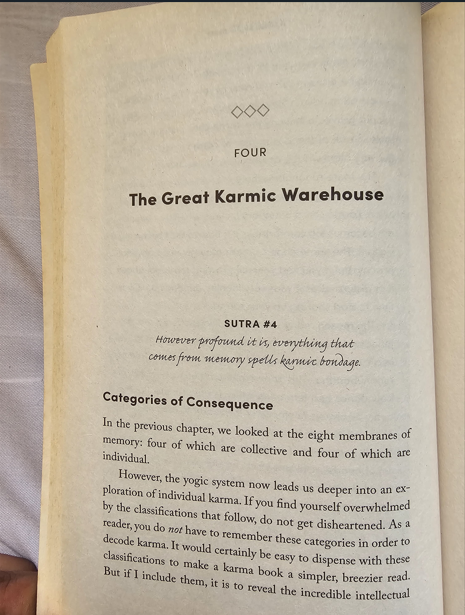 FOUR
The Great Karmic Warehouse
SUTRA #4
However profound it is, everything that
comes from memory spells karmic bondage.
Categories of Consequence
In the previous chapter, we looked at the eight membranes of
memory: four of which are collective and four of which are
individual.
However, the yogic system now leads us deeper into an ex-
ploration of individual karma. If you find yourself overwhelmed
by the classifications that follow, do not get disheartened. As a
reader, you do not have to remember these categories in order to
decode karma. It would certainly be easy to dispense with these
classifications to make a karma book a simpler, breezier read.
But if I include them, it is to reveal the incredible intellectual